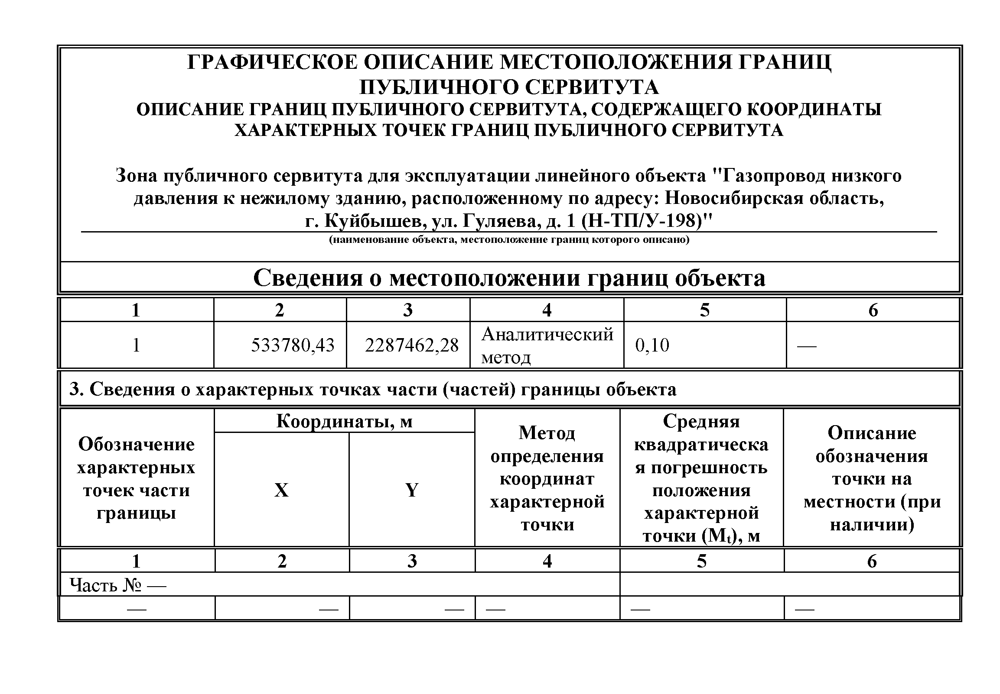 ГРАФИЧЕСКОЕ ОПИСАНИЕ МЕСТОПОЛОЖЕНИЯ ГРАНИЦ
ПУБЛИЧНОГО СЕРВИТУТА
ОПИСАНИЕ ГРАНИЦ ПУБЛИЧНОГО СЕРВИТУТА, СОДЕРЖАЩЕГО КООРДИНАТЫ
ХАРАКТЕРНЫХ ТОЧЕК ГРАНИЦ ПУБЛИЧНОГО СЕРВИТУТА
Зона публичного сервитута для эксплуатации линейного объекта "Газопровод низкого
давления к нежилому зданию, расположенному по адресу: Новосибирская область,
г. Куйбышев, ул. Гуляева, д. 1 (Н-ТП/У-198)"
(наименование объекта, местоположение границ которого описано)
Сведения о местоположении границ объекта
1 2 3 4 5 6
1 533780,43 2287462,28 Аналитический метод 0,10 —
3. Сведения о характерных точках части (частей) границы объекта
Обозначение
характерных
точек части
границы
Координаты, м
X Y
Метод
определения
координат
характерной
точки
Средняя
квадратическа
я погрешность
положения
характерной
точки (Mt), м
Описание
обозначения
точки на
местности (при
наличии)
1 2 3 4 5 6
Часть № —
— — — — — —